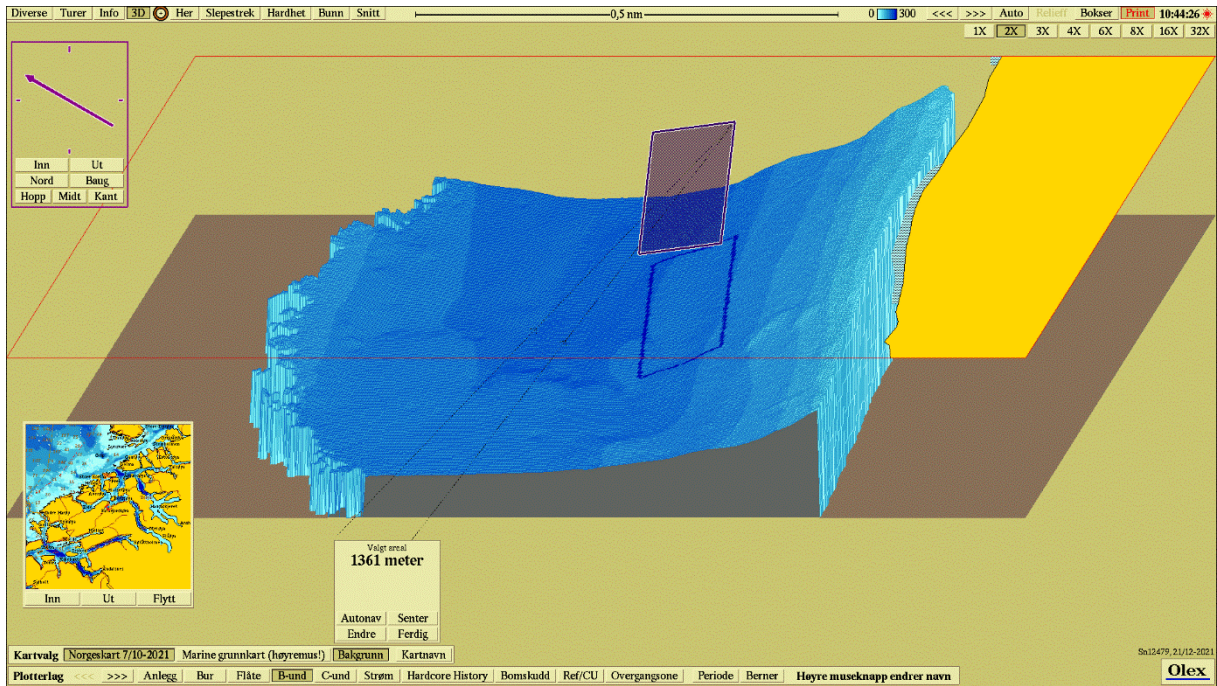 Diverse Turer Info 3D Her Slepestrek Hardhet Bunn Snitt 0,5 nm 0 300 <<< >>> Auto Relieff Bokser Print 10:44:26
1X 2X 3X 4X 6X 8X 16X 32X
Inn Ut
Nord Baug
Hopp Midt Kant
Inn Ut Flytt
Valgt areal
1361 meter
Autonav Senter
Endre Ferdig
Kartvalg Norgeskart 7/10-2021 Marine grunnkart (høyremus!) Bakgrunn Kartnavn
Sn12479, 21/12-2021
Plotterlag <<< >>> Anlegg Bur Flåte B-und C-und Strøm Hardcore History Bomskudd Ref/CU Overgangsone Periode Berner Høyre museknapp endrer navn
Olex